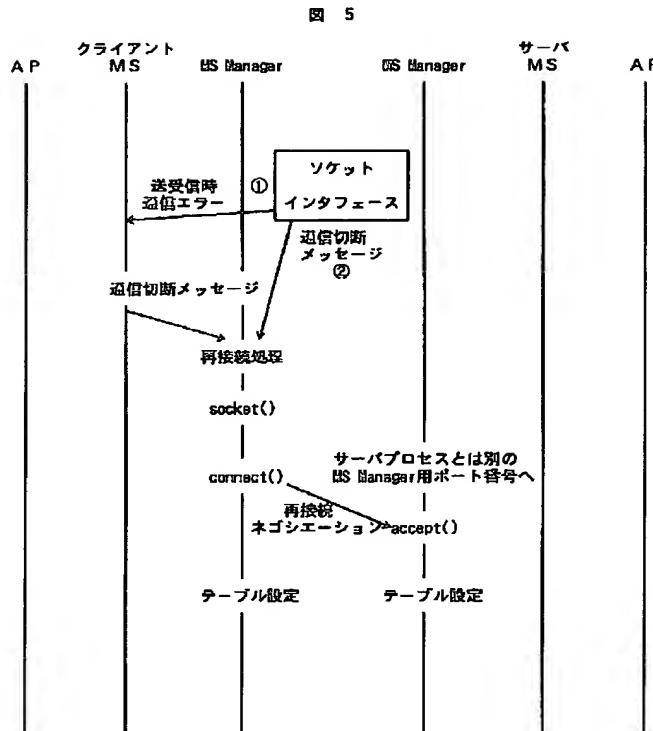 図 5
クライアント サーバ
AP MS MS Manager MS Manager MS AP
ソケット
インタフェース
送受信時 ①
通信エラー
通信切断
メッセージ
②
通信切断メッセージ
再接続処理
socket()
サーバプロセスとは別の
MS Manager用ポート番号へ
connect()
再接続
ネゴシエーション accept()
テーブル設定 テーブル設定